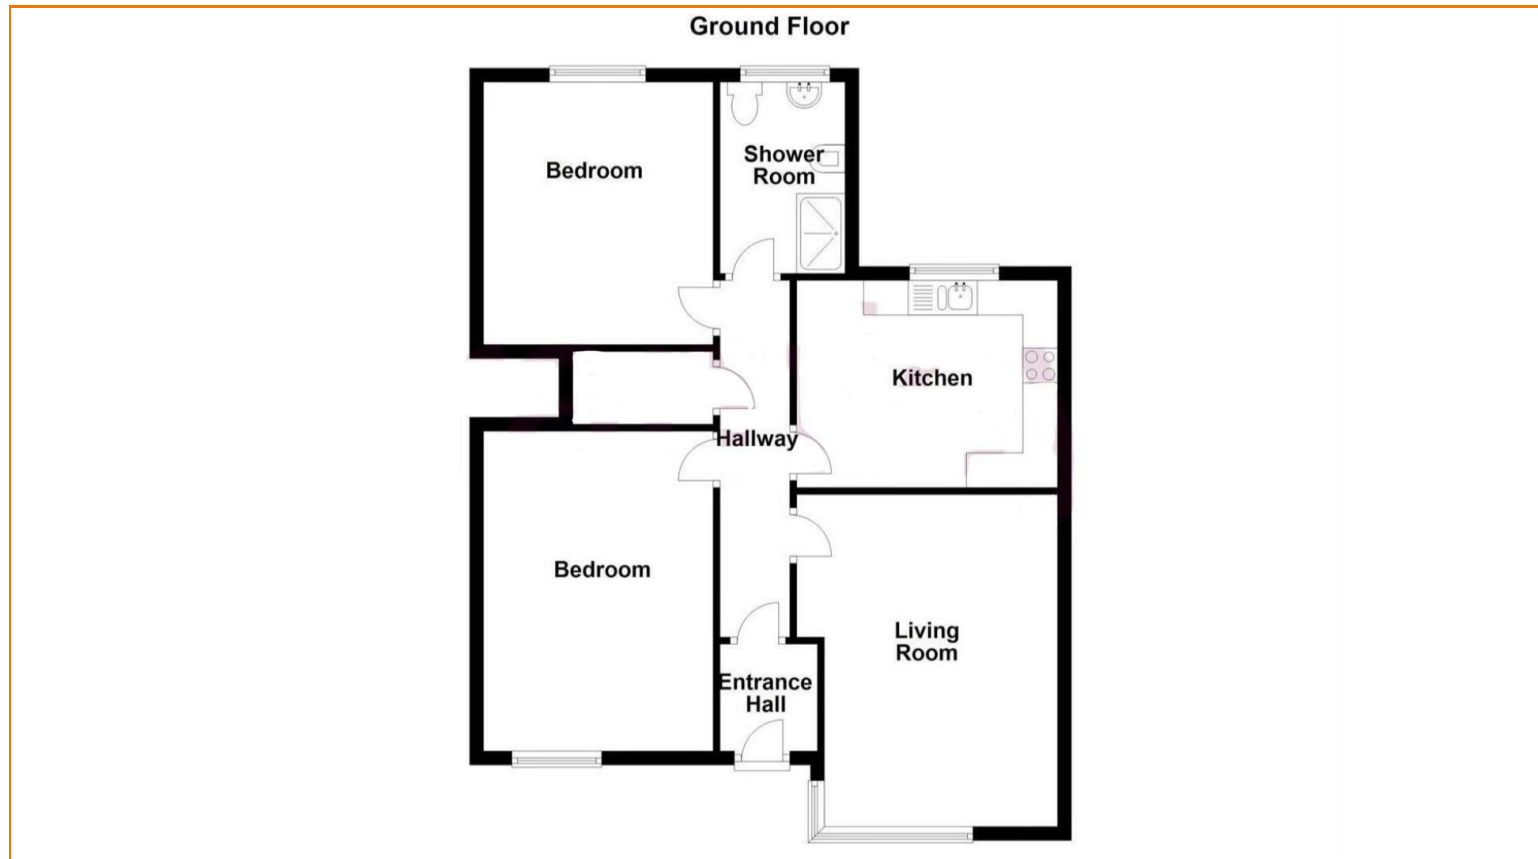 Ground Floor
Bedroom
Shower
Room
Kitchen
Hallway
Bedroom
Living
Room
Entrance
Hall